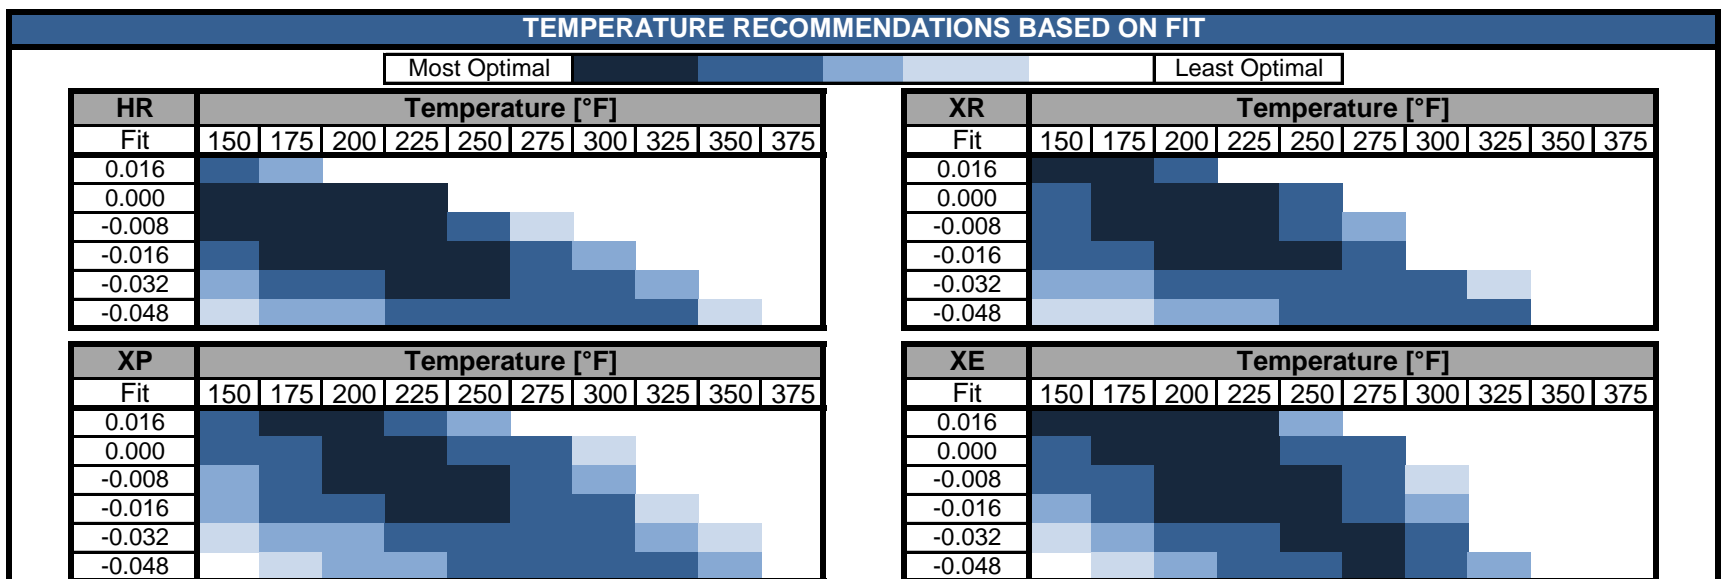 TEMPERATURE RECOMMENDATIONS BASED ON FIT
Most Optimal Least Optimal
HR Temperature [°F]
Fit 150 175 200 225 250 275 300 325 350 375
0.016
0.000
-0.008
-0.016
-0.032
-0.048
XR Temperature [°F]
Fit 150 175 200 225 250 275 300 325 350 375
0.016
0.000
-0.008
-0.016
-0.032
-0.048
XP Temperature [°F]
Fit 150 175 200 225 250 275 300 325 350 375
0.016
0.000
-0.008
-0.016
-0.032
-0.048
XE Temperature [°F]
Fit 150 175 200 225 250 275 300 325 350 375
0.016
0.000
-0.008
-0.016
-0.032
-0.048